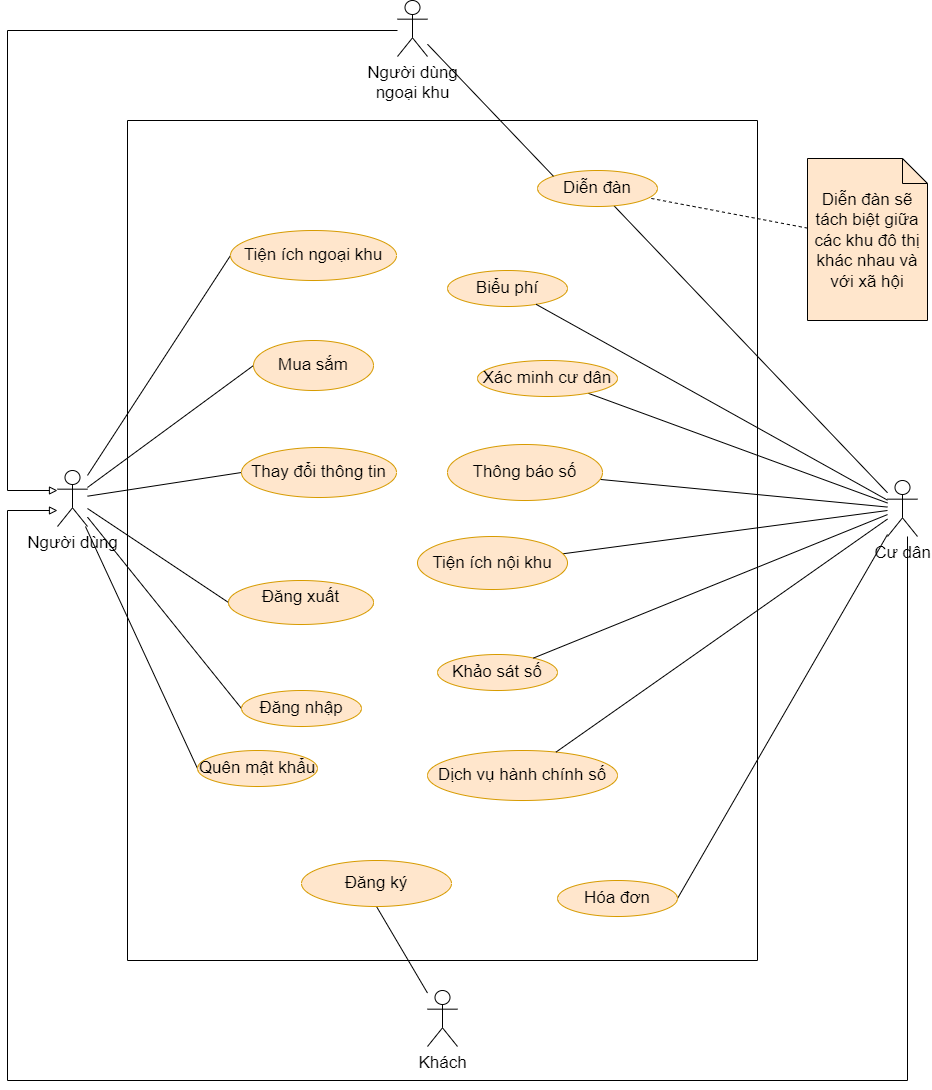 Người dùng
ngoại khu
Diễn đàn
Diễn đàn sẽ
tách biệt giữa
các khu đô thị
khác nhau và
với xã hội
Tiện ích ngoại khu
Biểu phí
Mua sắm
Xác minh cư dân
Thay đổi thông tin
Thông báo số
Người dùng
Cư dân
Tiện ích nội khu
Đăng xuất
Khảo sát số
Đăng nhập
Quên mật khẩu
Dịch vụ hành chính số
Đăng ký
Hóa đơn
Khách